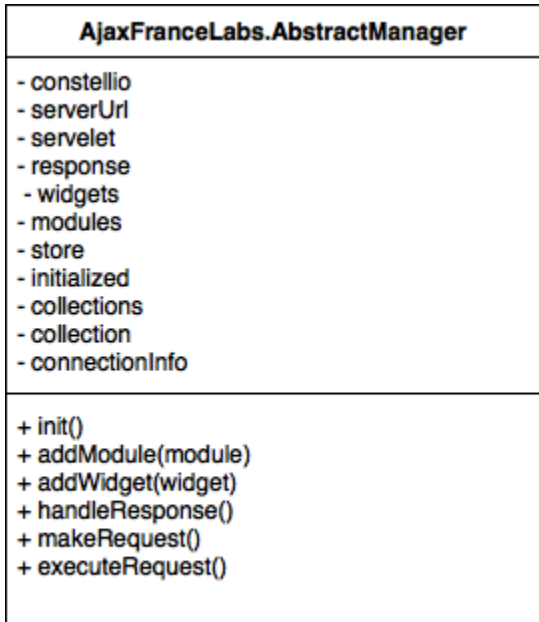 AjaxFranceLabs.AbstractManager
- constellio
- serverUrl
- servelet
- response
- widgets
- modules
- store
- initialized
- collections
- collection
- connectionInfo
+ init()
+ addModule(module)
+ addWidget(widget)
+ handleResponse()
+ makeRequest()
+ executeRequest()